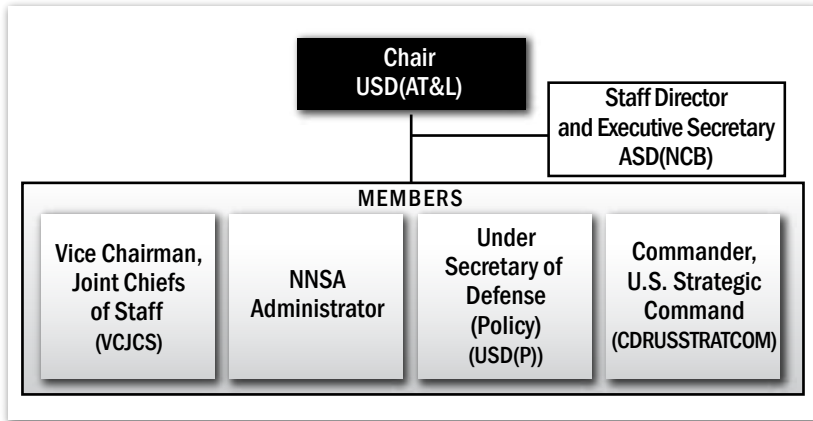 Chair
USD(AT&L)
Staff Director
and Executive Secretary
ASD(NCB)
MEMBERS
Vice Chairman,
Joint Chiefs
of Staff
(VCJCS)
NNSA
Administrator
Under
Secretary of
Defense
(Policy)
(USD(P))
Commander,
U.S. Strategic
Command
(CDRUSSTRATCOM)